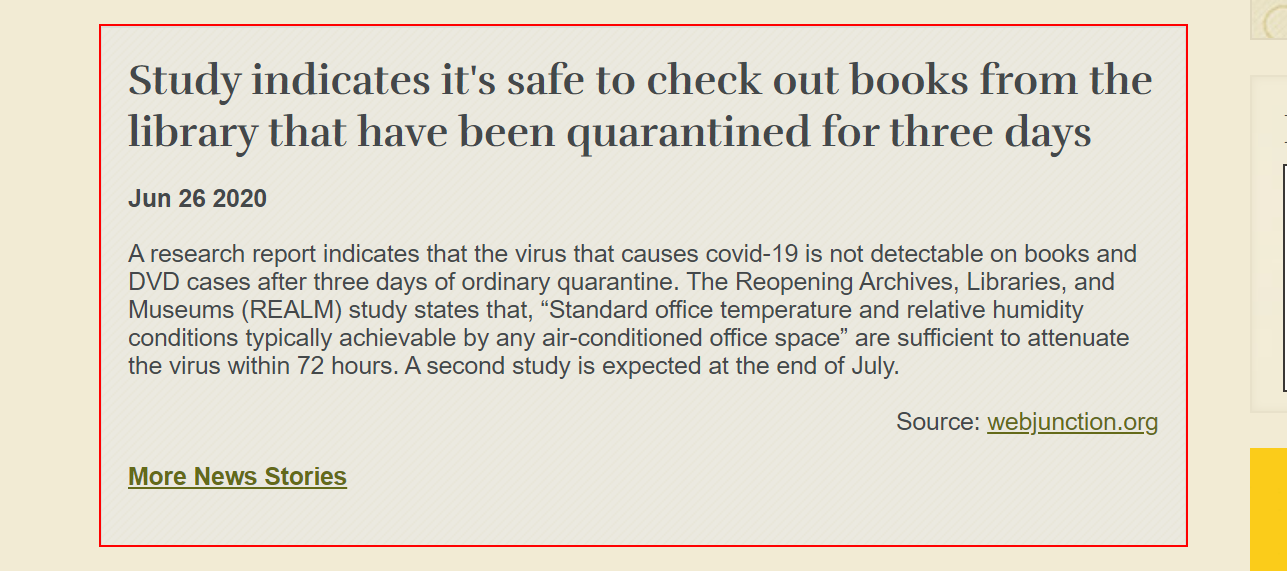 Study indicates it's safe to check out books from the
library that have been quarantined for three days
Jun 26 2020
A research report indicates that the virus that causes covid-19 is not detectable on books and
DVD cases after three days of ordinary quarantine. The Reopening Archives, Libraries, and
Museums (REALM) study states that, “Standard office temperature and relative humidity
conditions typically achievable by any air-conditioned office space” are sufficient to attenuate
the virus within 72 hours. A second study is expected at the end of July.
Source: webjunction.org
More News Stories